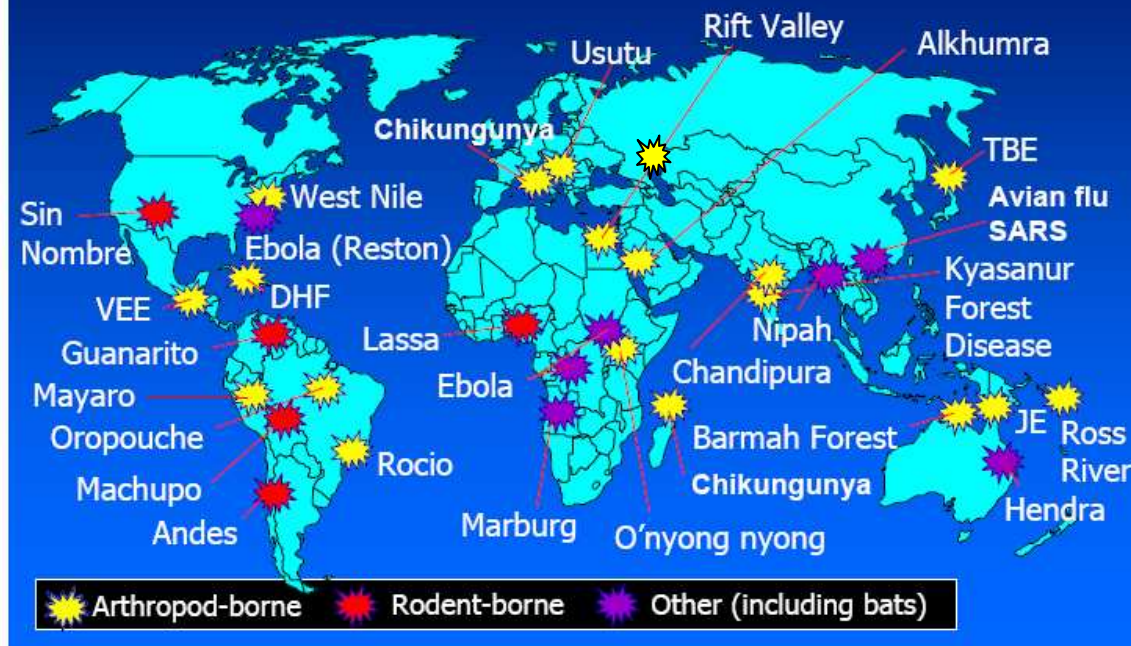 Rift Valley
Alkhumra
Usutu
Chikungunya
TBE
Avian flu
SARS
West Nile
Sin
Nombre
Ebola (Reston)
Kyasanur
Forest
Disease
DHF
VEE
Nipah
Lassa
Guanarito
Ebola
Chandipura
Mayaro
Oropouche
Barmah Forest
JE
Ross
River
Rocio
Machupo
Chikungunya
Hendra
Andes
Marburg
O'nyong nyong
Arthropod-borne
Rodent-borne
Other (including bats)